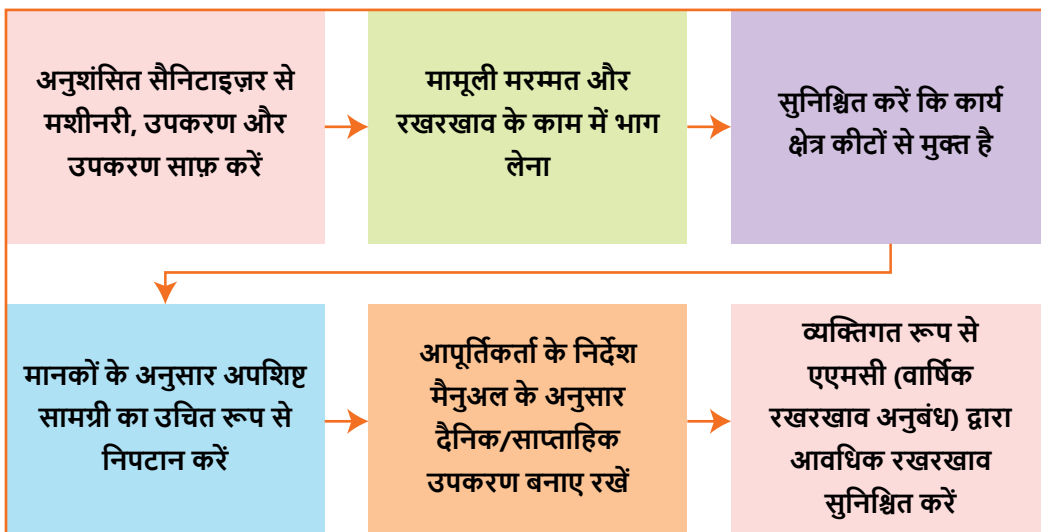 अनुशंसित सैनिटाइज़र से
मशीनरी, उपकरण और
उपकरण साफ़ करें
मामूली मरम्मत और
रखरखाव के काम में भाग
लेना
सुनिश्चित करें कि कार्य
क्षेत्र कीटों से मुक्त है
मानकों के अनुसार अपशिष्ट
सामग्री का उचित रूप से
निपटान करें
आपूर्तिकर्ता के निर्देश
मैनुअल के अनुसार
दैनिक/साप्ताहिक
उपकरण बनाए रखें
व्यक्तिगत रूप से
एएमसी (वार्षिक
रखरखाव अनुबंध) द्वारा
आवधिक रखरखाव
सुनिश्चित करें